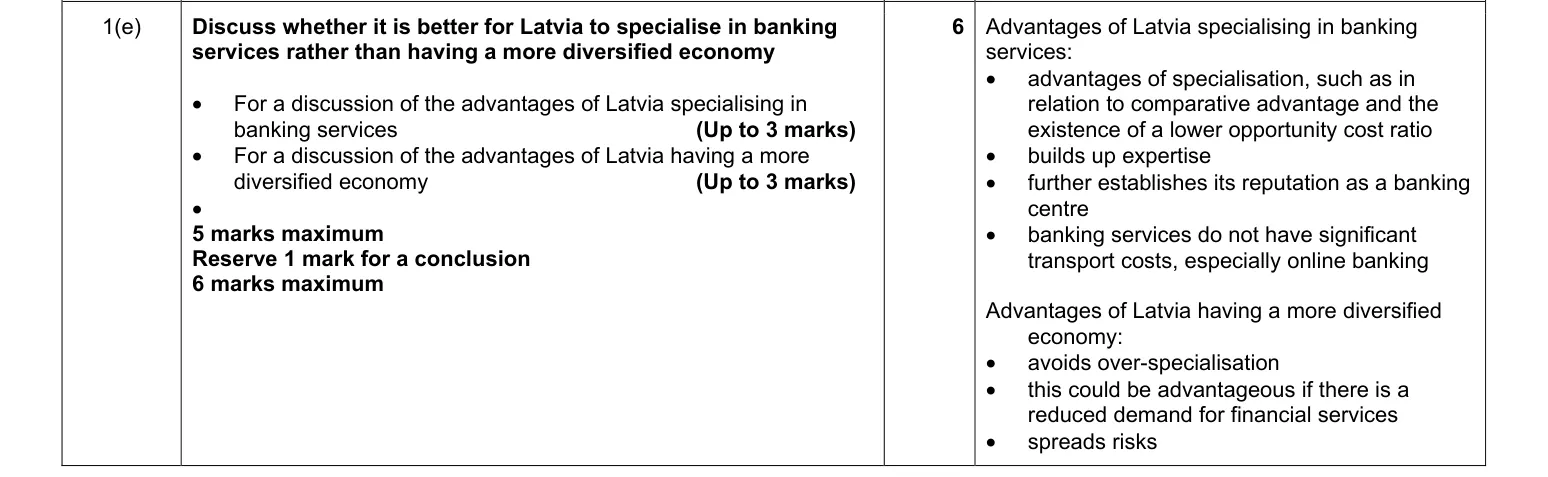 1(e)
Discuss whether it is better for Latvia to specialise in banking
services rather than having a more diversified economy
• For a discussion of the advantages of Latvia specialising in
banking services (Up to 3 marks)
• For a discussion of the advantages of Latvia having a more
diversified economy (Up to 3 marks)
•
5 marks maximum
Reserve 1 mark for a conclusion
6 marks maximum
6
Advantages of Latvia specialising in banking
services:
• advantages of specialisation, such as in
relation to comparative advantage and the
existence of a lower opportunity cost ratio
• builds up expertise
• further establishes its reputation as a banking
centre
• banking services do not have significant
transport costs, especially online banking
Advantages of Latvia having a more diversified
economy:
• avoids over-specialisation
• this could be advantageous if there is a
reduced demand for financial services
• spreads risks